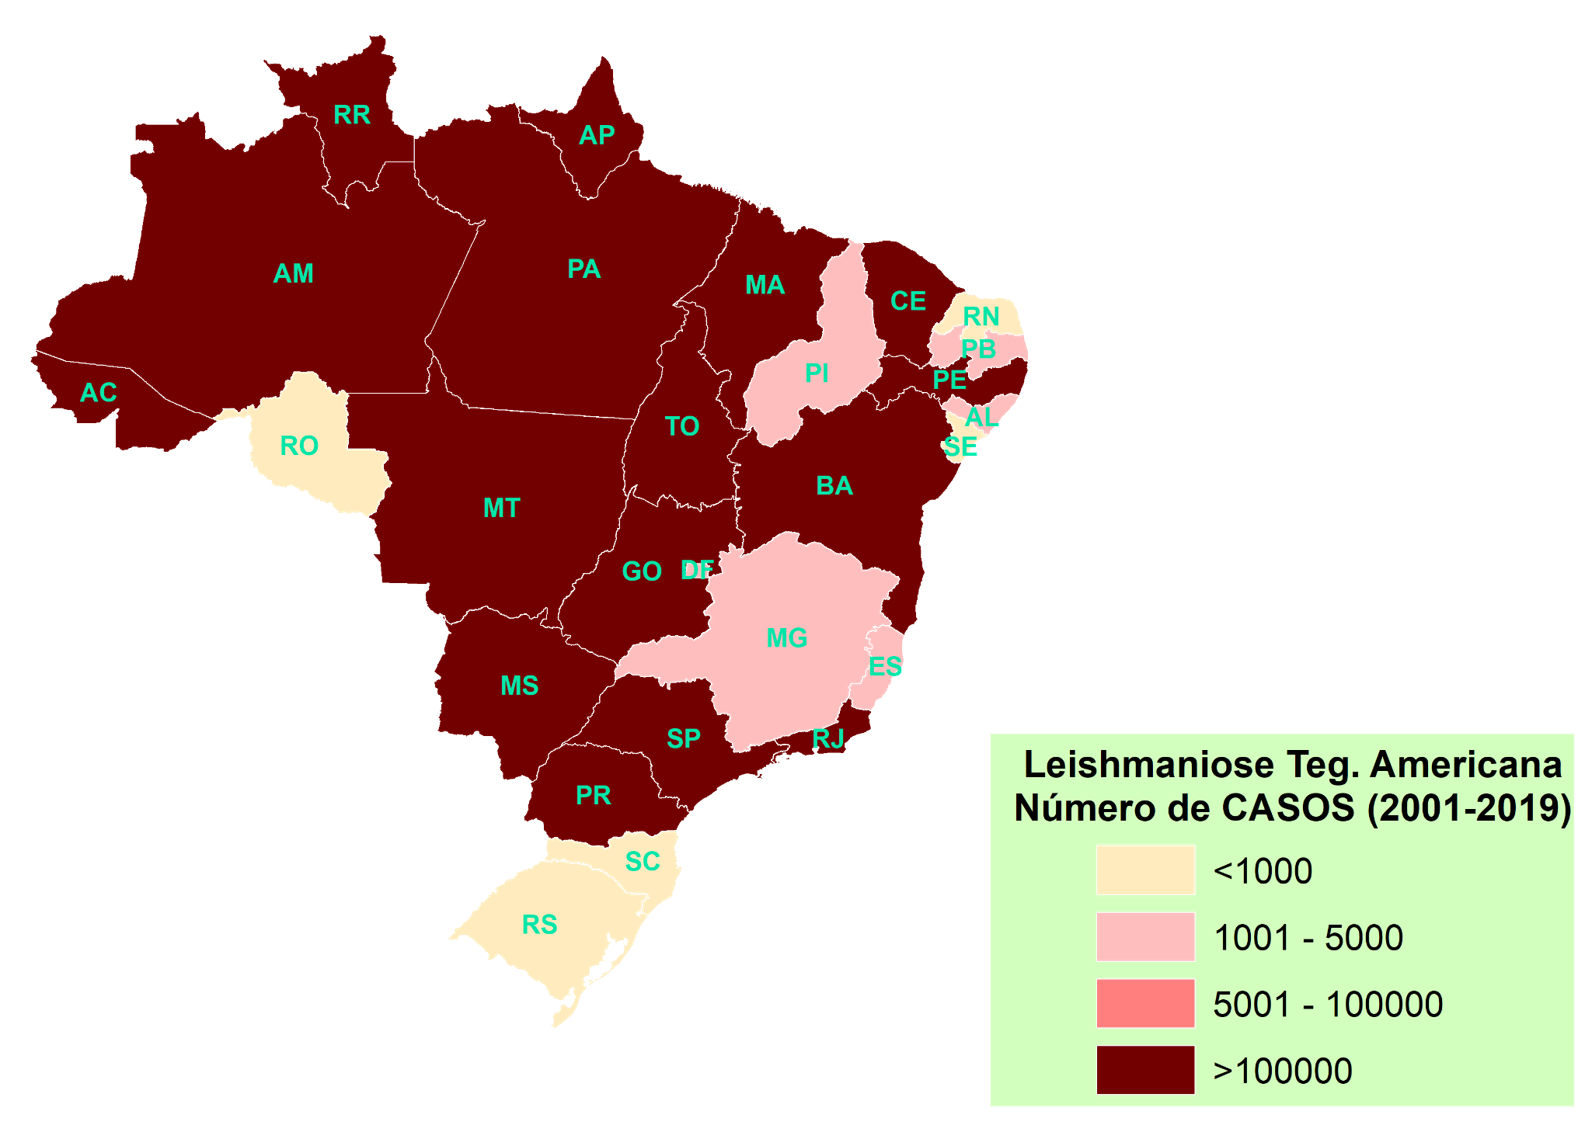 RR
AP
AM
PA
MA
CE
RN
PB
PI
PE
AC
AL
TO
RO
SE
BA
MT
GO
DF
MG
ES
MS
SP
RJ
PR
SC
RS
Leishmaniose Teg. Americana
Número de CASOS (2001-2019)
<1000
1001 - 5000
5001 - 100000
>100000